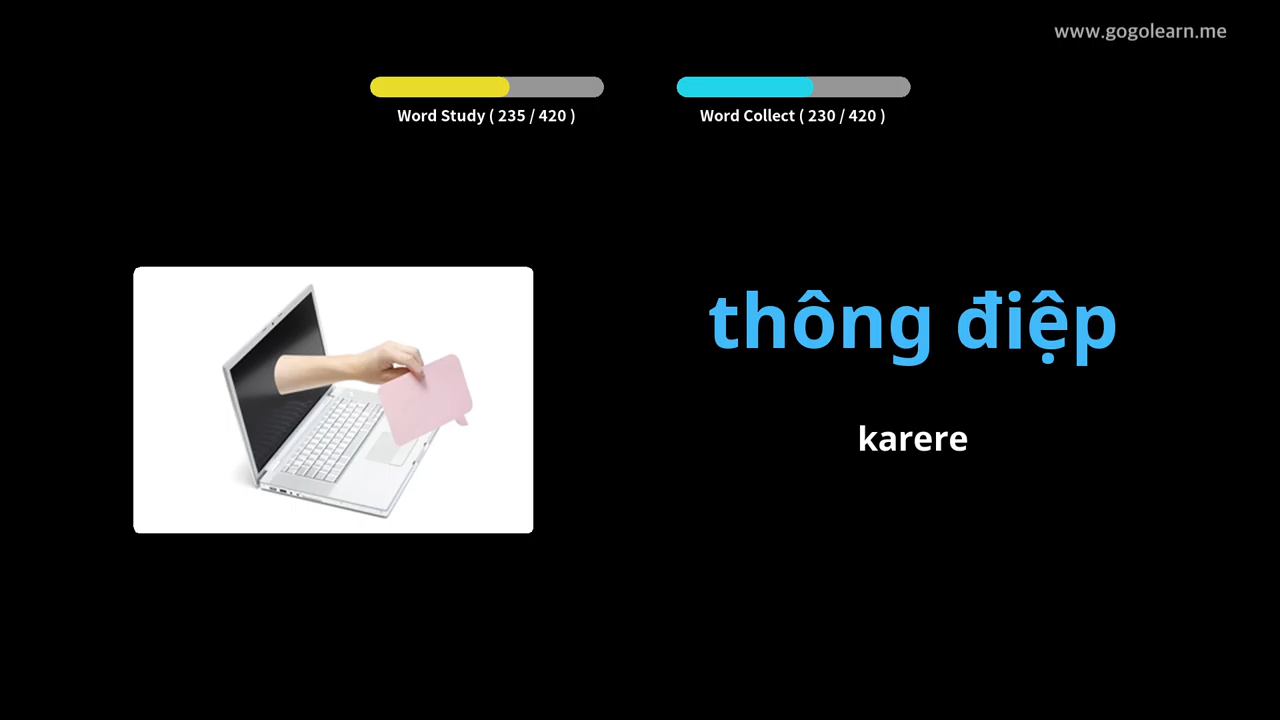 www.gogolearn.me
Word Study ( 235 / 420 )
Word Collect ( 230 / 420 )
thông điệp
karere